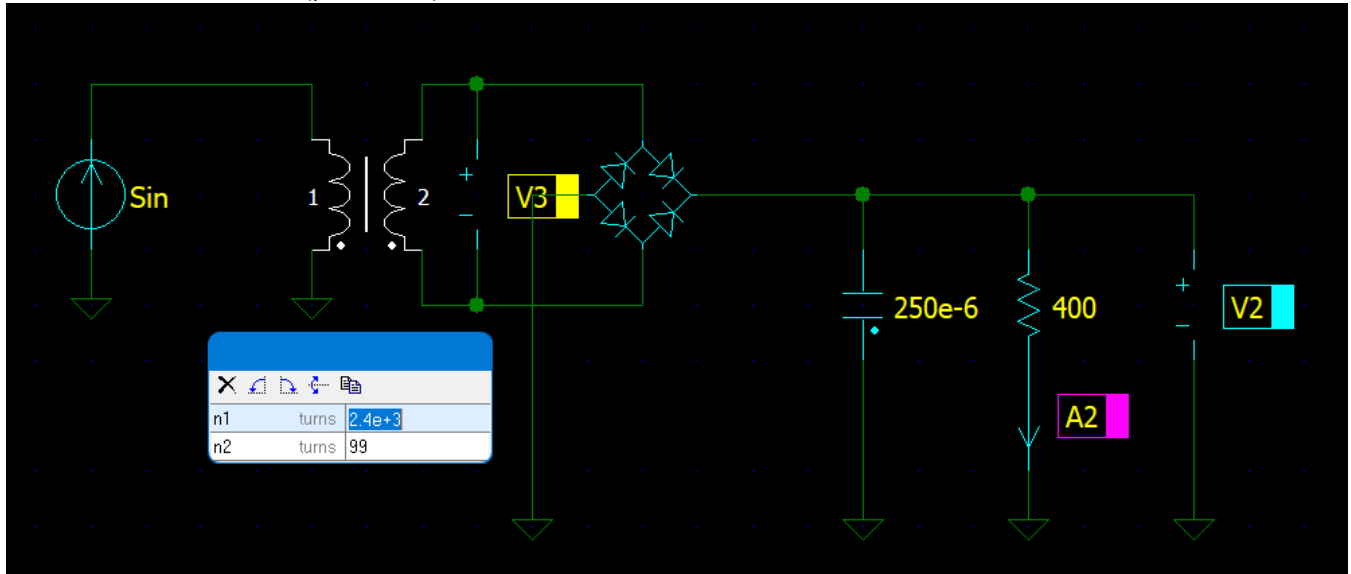 Sin
1
2
+
−
V3
250e-6
400
+
−
V2
A2
n1 turns 2.4e+3
n2 turns 99